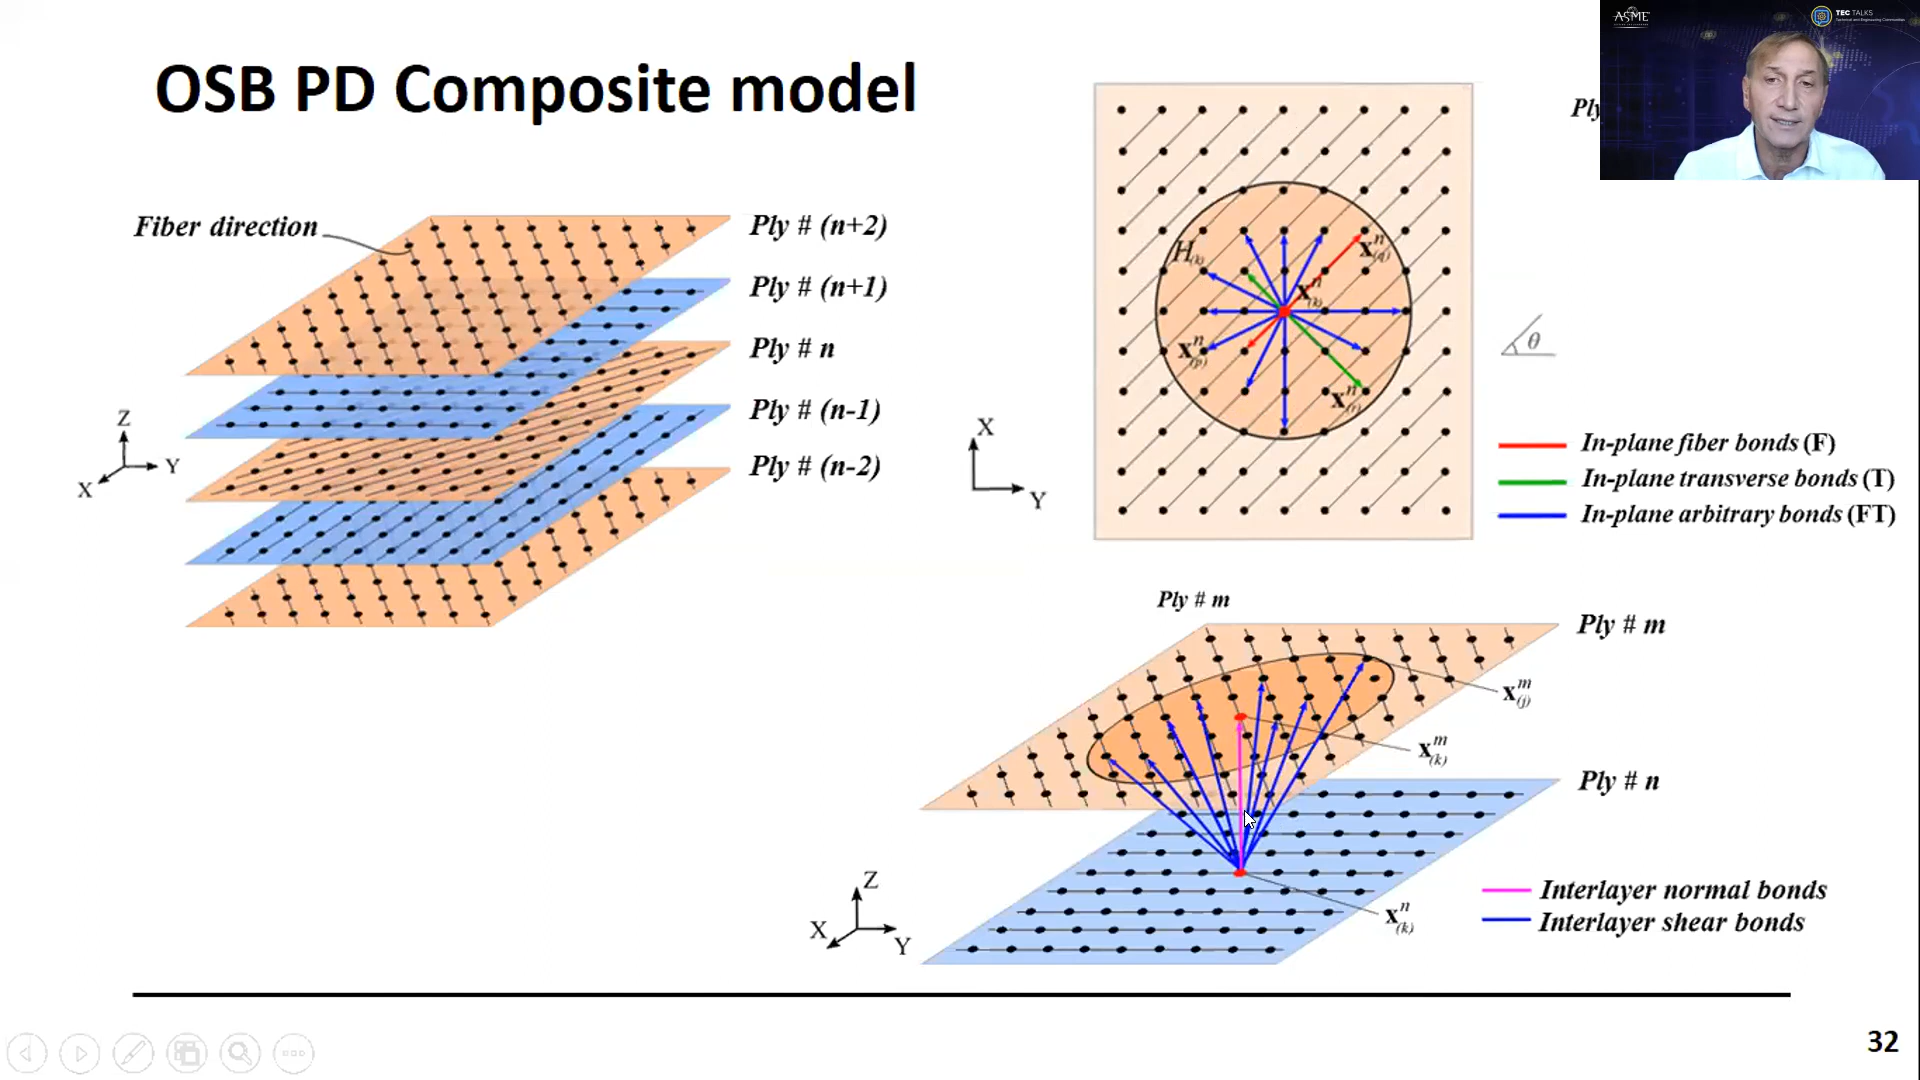 OSB PD Composite model
ASME
TEC TALKS
Ply
Fiber direction
Ply # (n+2)
Ply # (n+1)
Ply # n
Ply # (n-1)
Ply # (n-2)
Z
Y
X
H(k)
x^n_(q)
x^n_(k)
x^n_(p)
x^n_(r)
θ
X
Y
In-plane fiber bonds (F)
In-plane transverse bonds (T)
In-plane arbitrary bonds (FT)
Ply # m
Ply # m
x^m_(j)
x^m_(k)
Ply # n
Z
X
Y
x^n_(k)
Interlayer normal bonds
Interlayer shear bonds
32